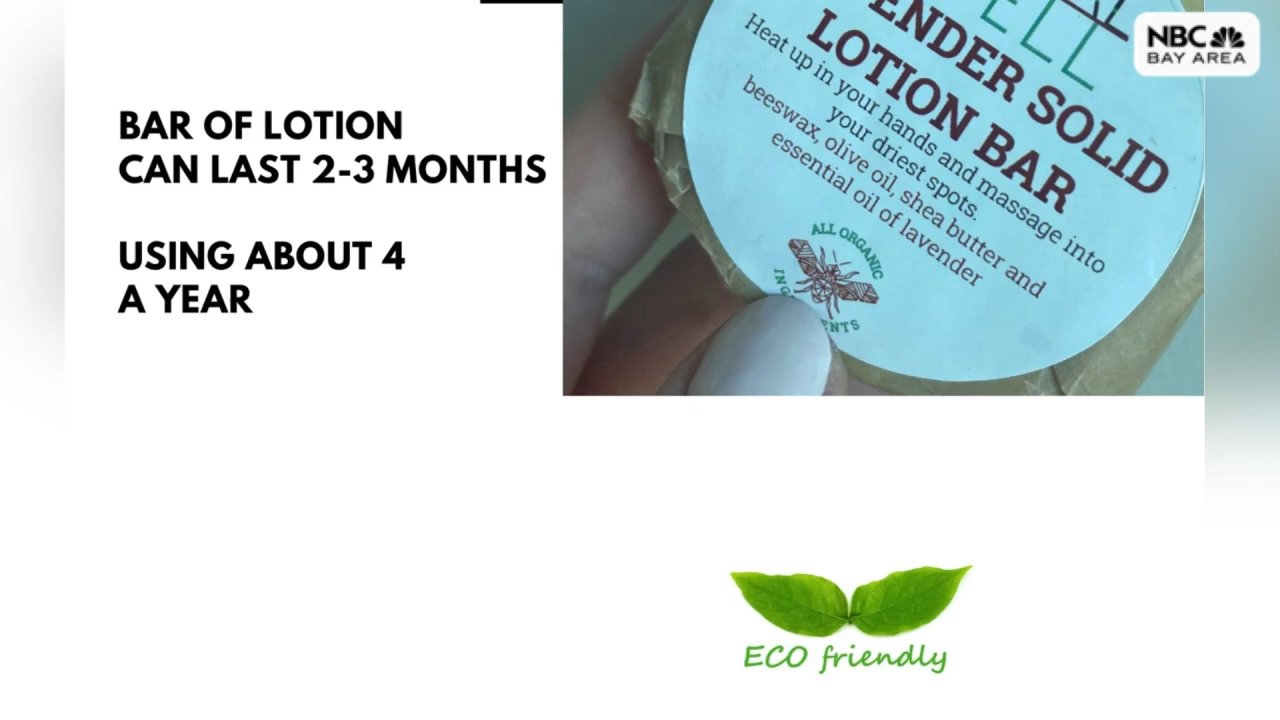 BAR OF LOTION
CAN LAST 2-3 MONTHS
USING ABOUT 4
A YEAR
ENDER SOLID
LOTION BAR
Heat up in your hands and massage into
your driest spots.
beeswax, olive oil, shea butter and
essential oil of lavender
ALL ORGANIC
NBC
BAY AREA
ECO friendly